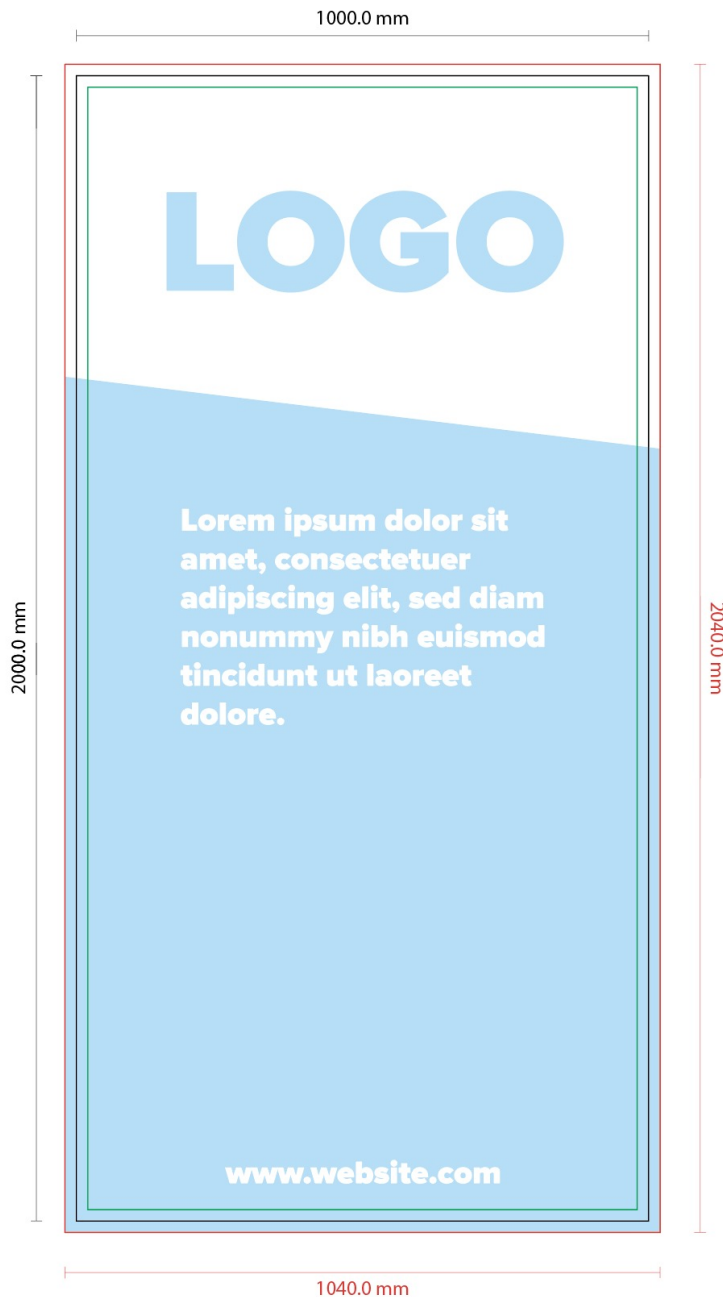 1000.0 mm
LOGO
Lorem ipsum dolor sit
amet, consectetuer
adipiscing elit, sed diam
nonummy nibh euismod
tincidunt ut laoreet
dolore.
2000.0 mm
2040.0 mm
www.website.com
1040.0 mm